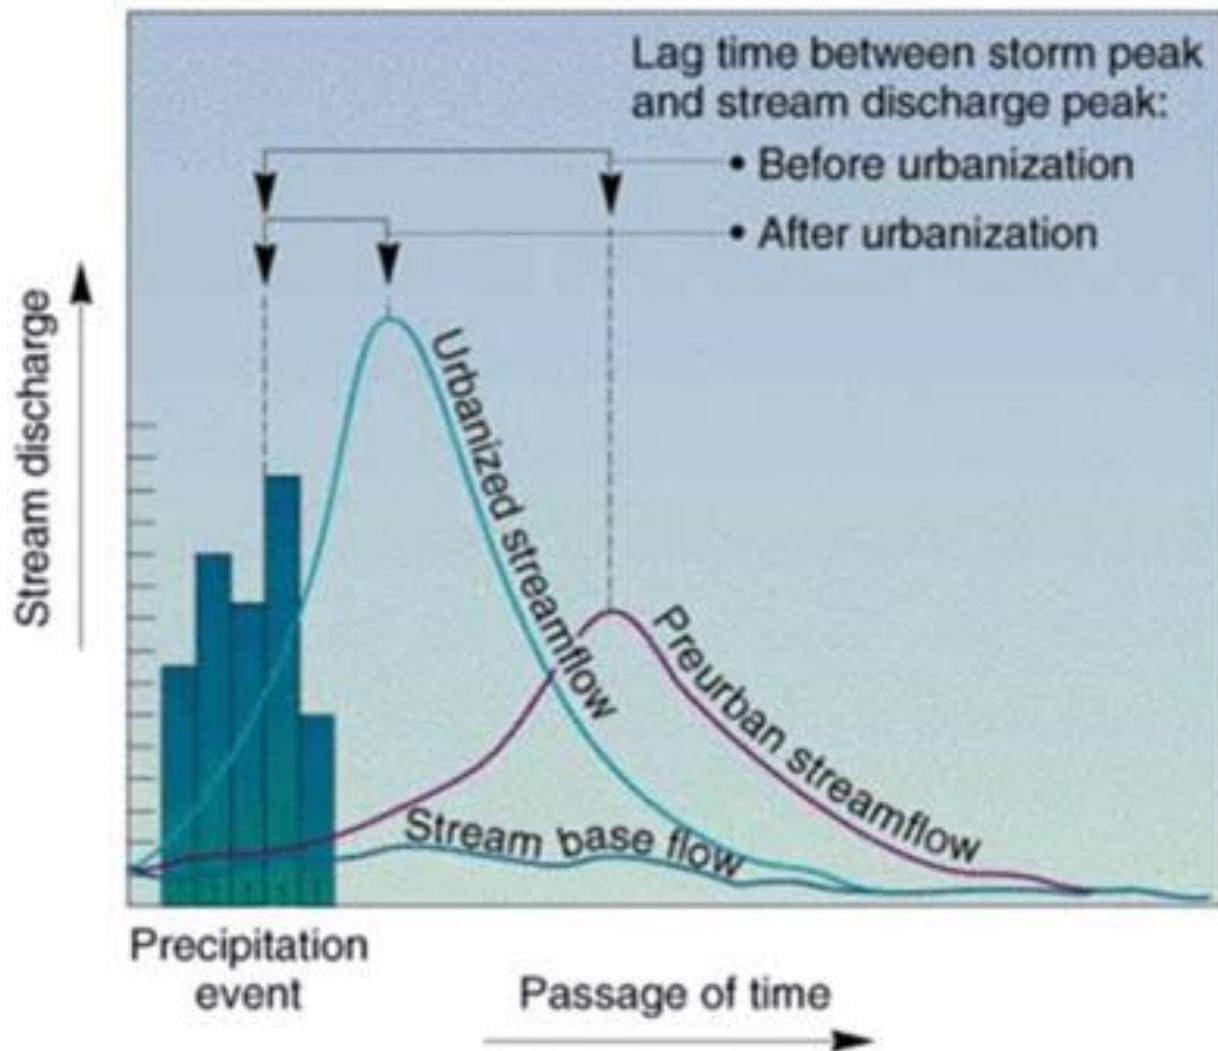 Lag time between storm peak
and stream discharge peak:
• Before urbanization
• After urbanization
Stream discharge
Urbanized streamflow
Preurban streamflow
Stream base flow
Precipitation
event
Passage of time